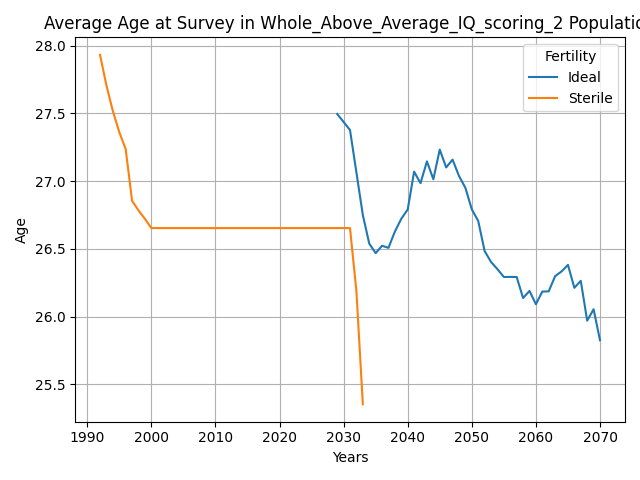 Average Age at Survey in Whole_Above_Average_IQ_scoring_2 Populatio
28.0
27.5
27.0
26.5
26.0
25.5
Age
Fertility
Ideal
Sterile
1990 2000 2010 2020 2030 2040 2050 2060 2070
Years